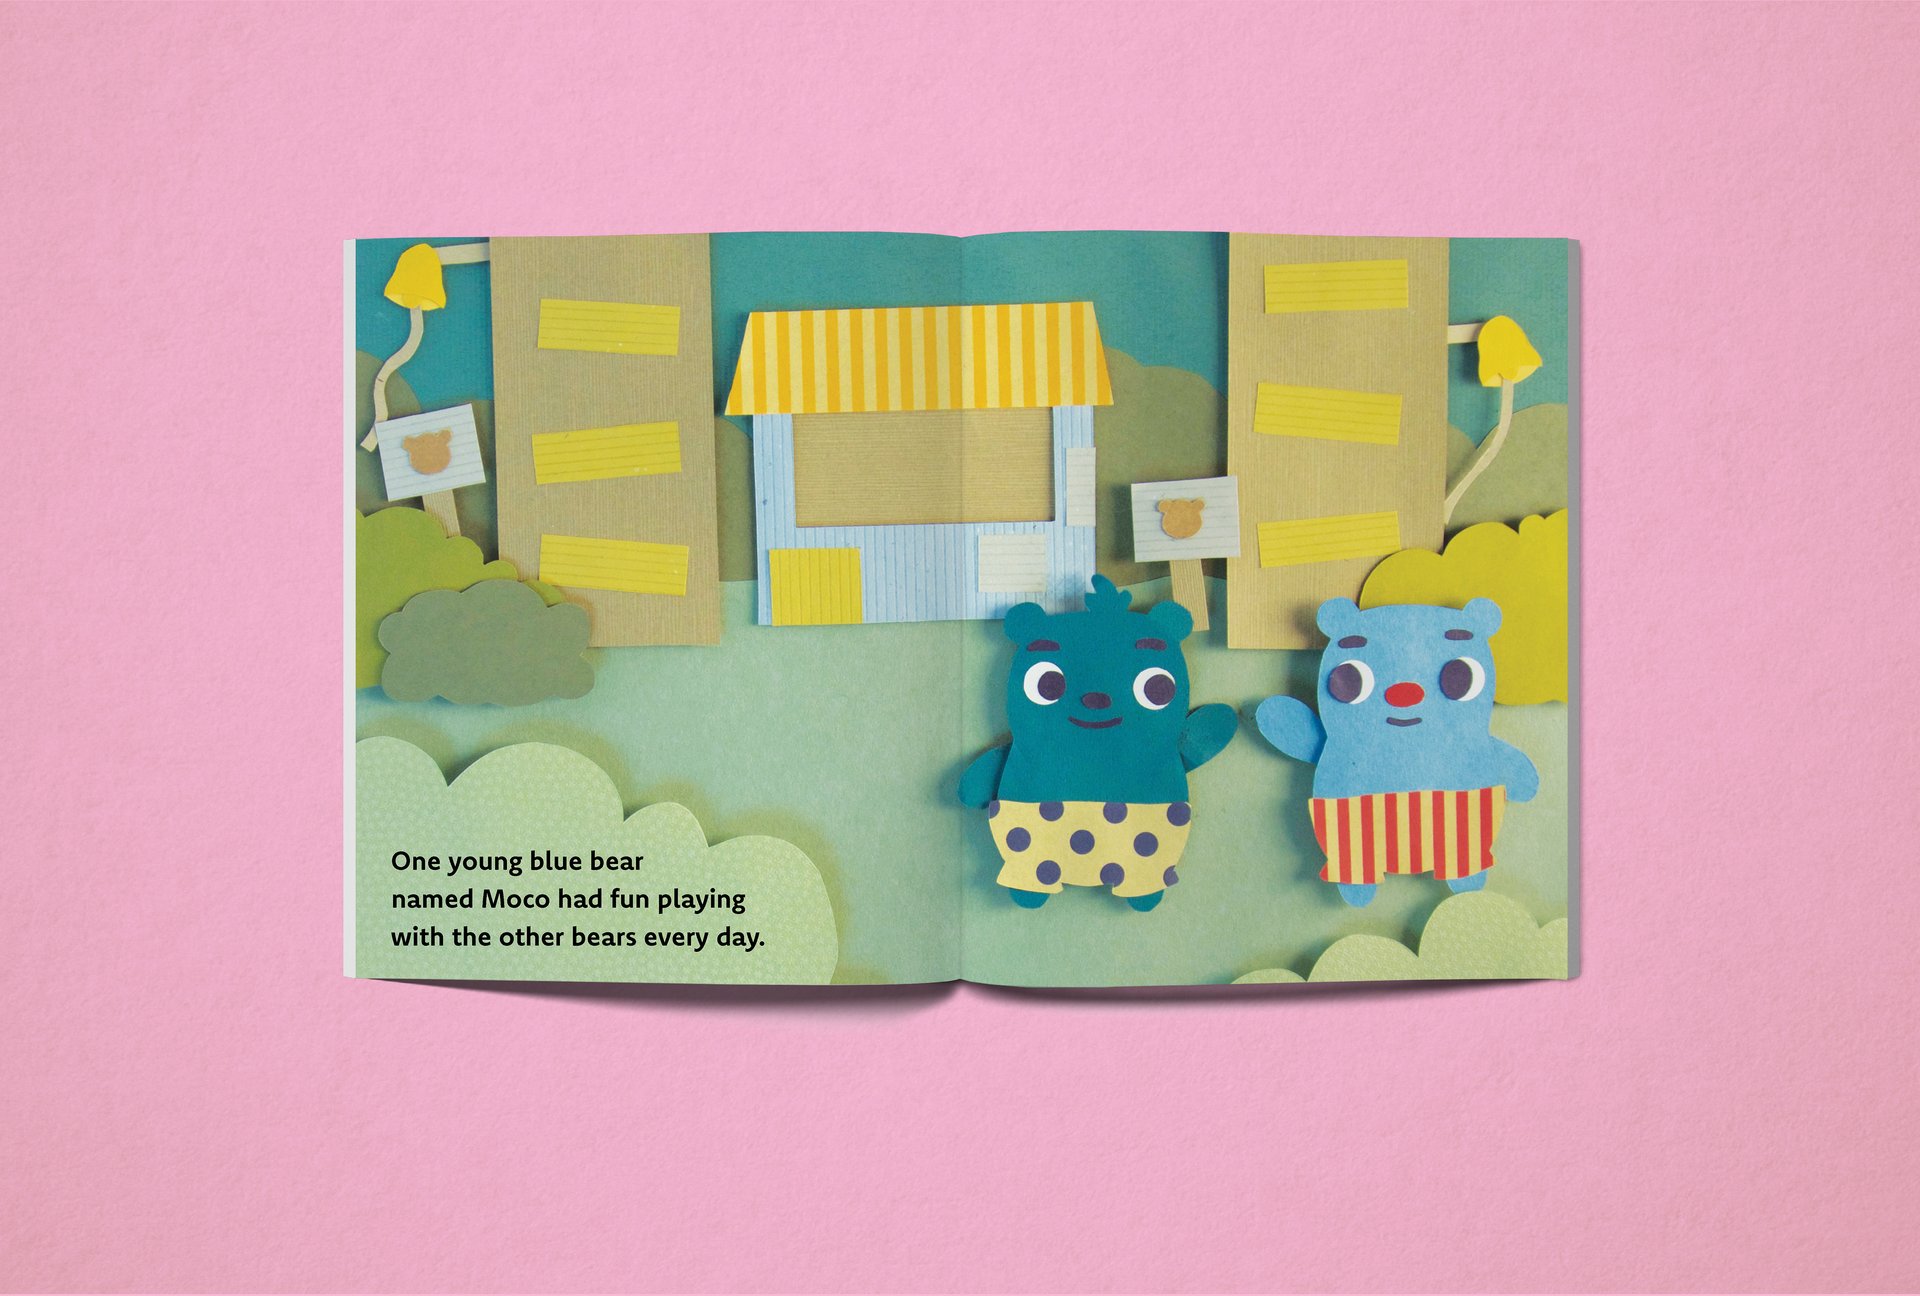 One young blue bear
named Moco had fun playing
with the other bears every day.